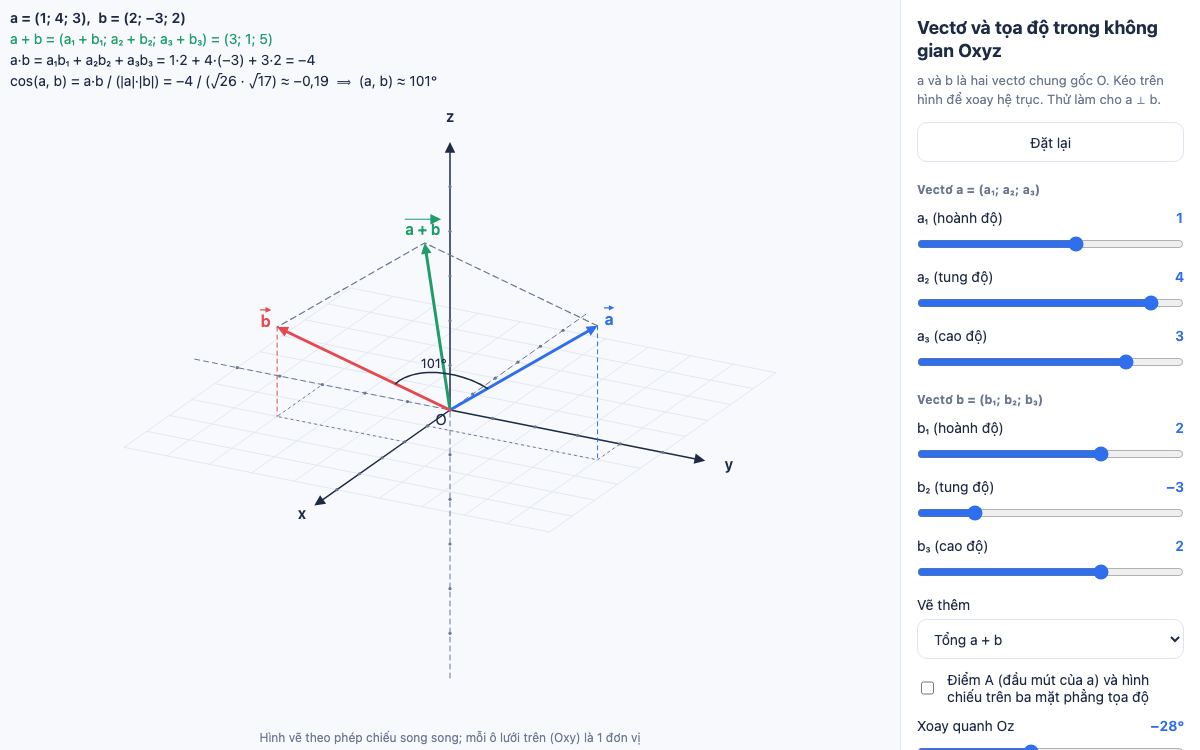 a = (1; 4; 3), b = (2; −3; 2)
a + b = (a₁ + b₁; a₂ + b₂; a₃ + b₃) = (3; 1; 5)
a·b = a₁b₁ + a₂b₂ + a₃b₃ = 1·2 + 4·(−3) + 3·2 = −4
cos(a, b) = a·b / (|a|·|b|) = −4 / (√26 · √17) ≈ −0,19 ⟹ (a, b) ≈ 101°
z
a + b
b
a
101°
O
y
x
Hình vẽ theo phép chiếu song song; mỗi ô lưới trên (Oxy) là 1 đơn vị
Vectơ và tọa độ trong không
gian Oxyz
a và b là hai vectơ chung gốc O. Kéo trên
hình để xoay hệ trục. Thử làm cho a ⊥ b.
Đặt lại
Vectơ a = (a₁; a₂; a₃)
a₁ (hoành độ) 1
a₂ (tung độ) 4
a₃ (cao độ) 3
Vectơ b = (b₁; b₂; b₃)
b₁ (hoành độ) 2
b₂ (tung độ) −3
b₃ (cao độ) 2
Vẽ thêm
Tổng a + b
Điểm A (đầu mút của a) và hình
chiếu trên ba mặt phẳng tọa độ
Xoay quanh Oz −28°